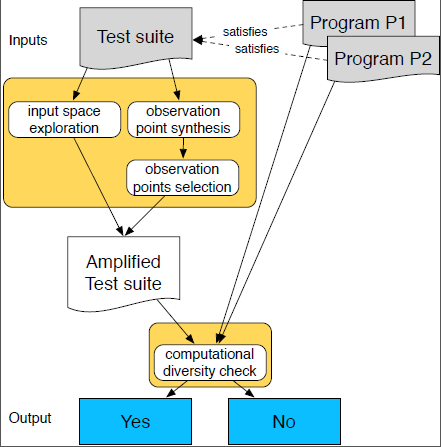 Inputs
Test suite
satisfies
satisfies
Program P1
Program P2
input space
exploration
observation
point synthesis
observation
points selection
Amplified
Test suite
computational
diversity check
Output
Yes
No